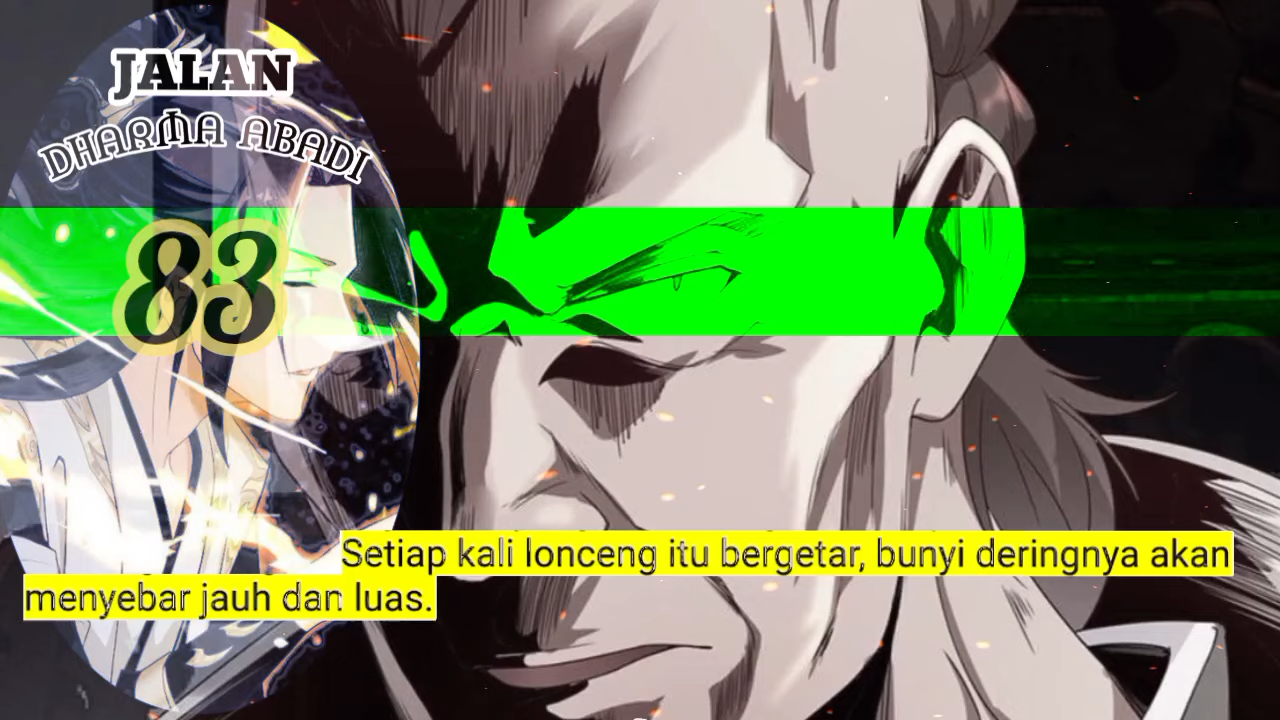 JALAN
DHARMA ABADI
83
Setiap kali lonceng itu bergetar, bunyi deringnya akan
menyebar jauh dan luas.